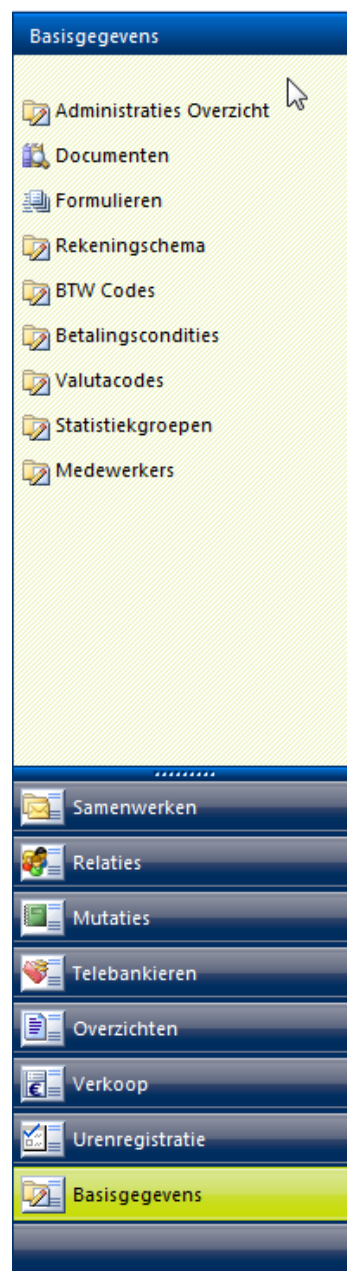 Basisgegevens
Administraties Overzicht
Documenten
Formulieren
Rekeningschema
BTW Codes
Betalingscondities
Valutacodes
Statistiekgroepen
Medewerkers
Samenwerken
Relaties
Mutaties
Telebankieren
Overzichten
Verkoop
Urenregistratie
Basisgegevens